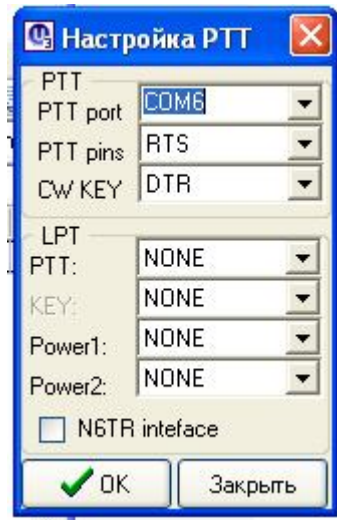 Настройка PTT
PTT
PTT port COM6
PTT pins RTS
CW KEY DTR
LPT
PTT: NONE
KEY: NONE
Power1: NONE
Power2: NONE
N6TR inteface
OK Закрыть